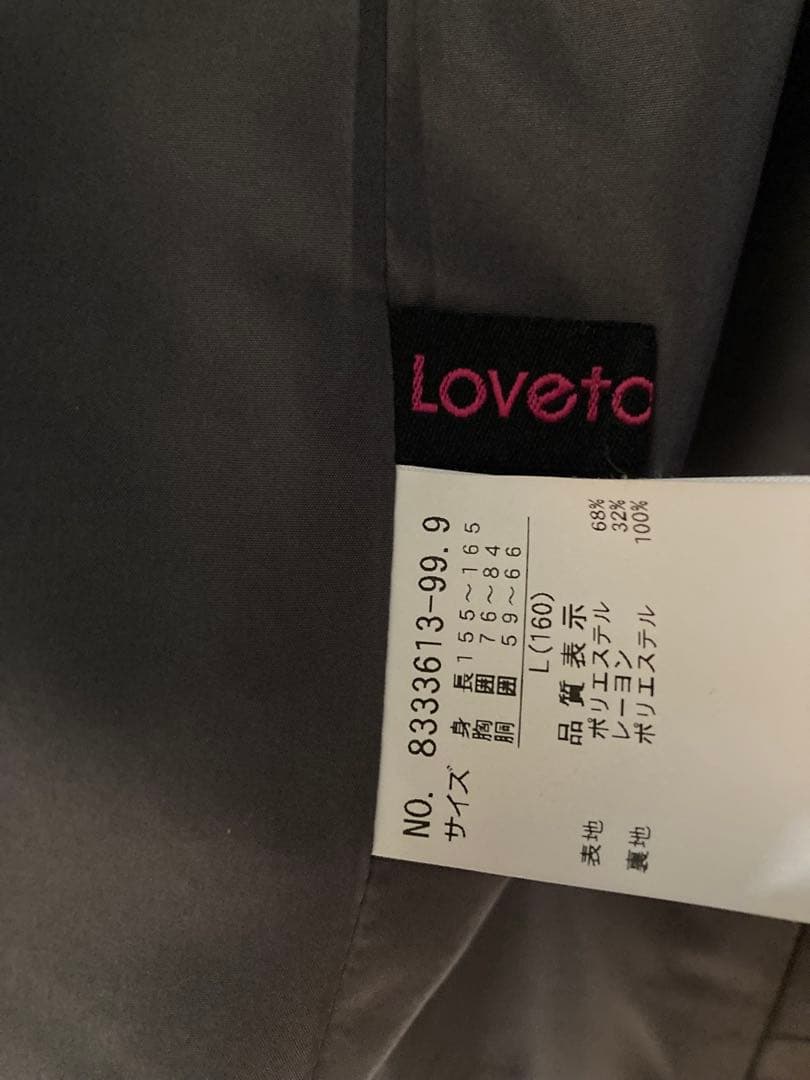 Loveto
NO. 8333613-99.9
サイズ
身長 155～165
胸囲 76～84
胴囲 59～66
L(160)
品質表示
表地 ポリエステル 68%
レーヨン 32%
裏地 ポリエステル 100%